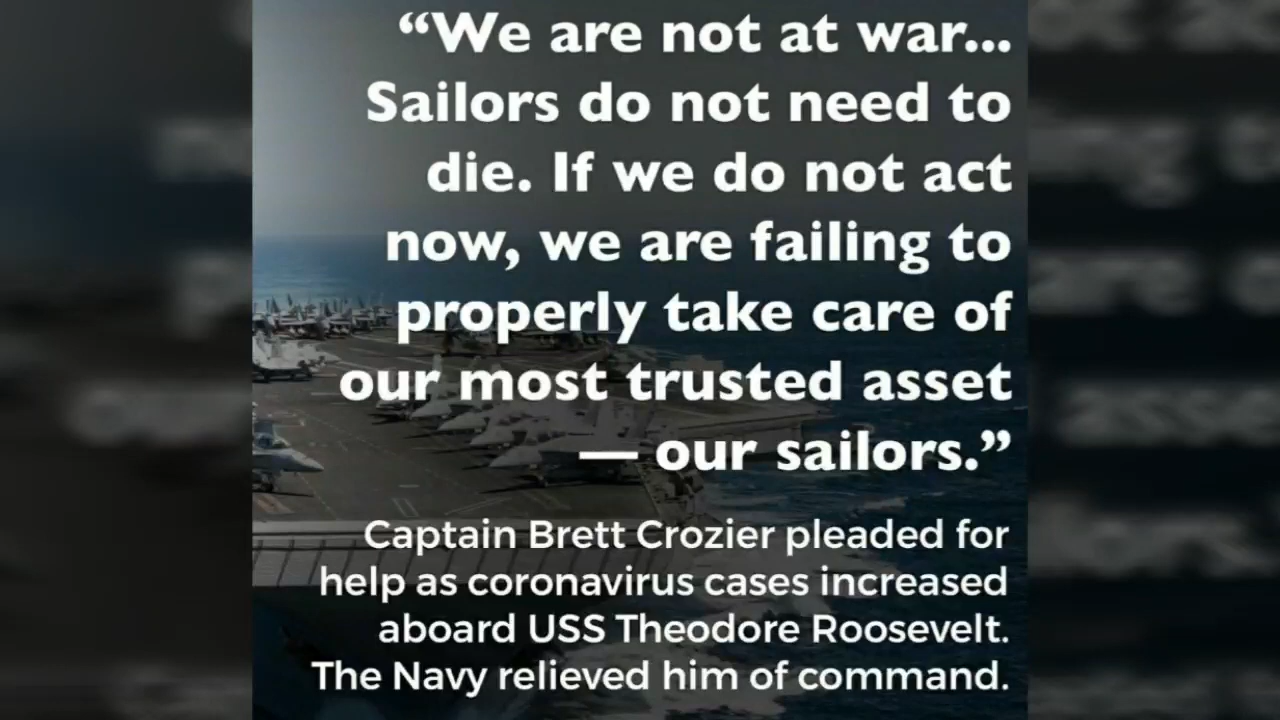 “We are not at war...
Sailors do not need to
die. If we do not act
now, we are failing to
properly take care of
our most trusted asset
— our sailors.”
Captain Brett Crozier pleaded for
help as coronavirus cases increased
aboard USS Theodore Roosevelt.
The Navy relieved him of command.